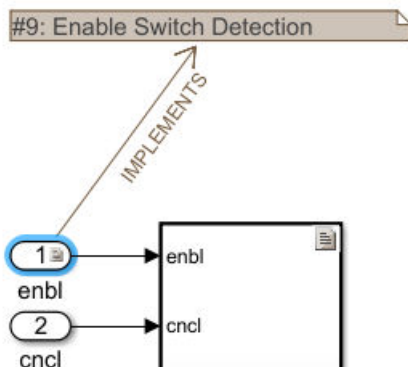 #9: Enable Switch Detection
IMPLEMENTS
1
enbl
enbl
2
cncl
cncl